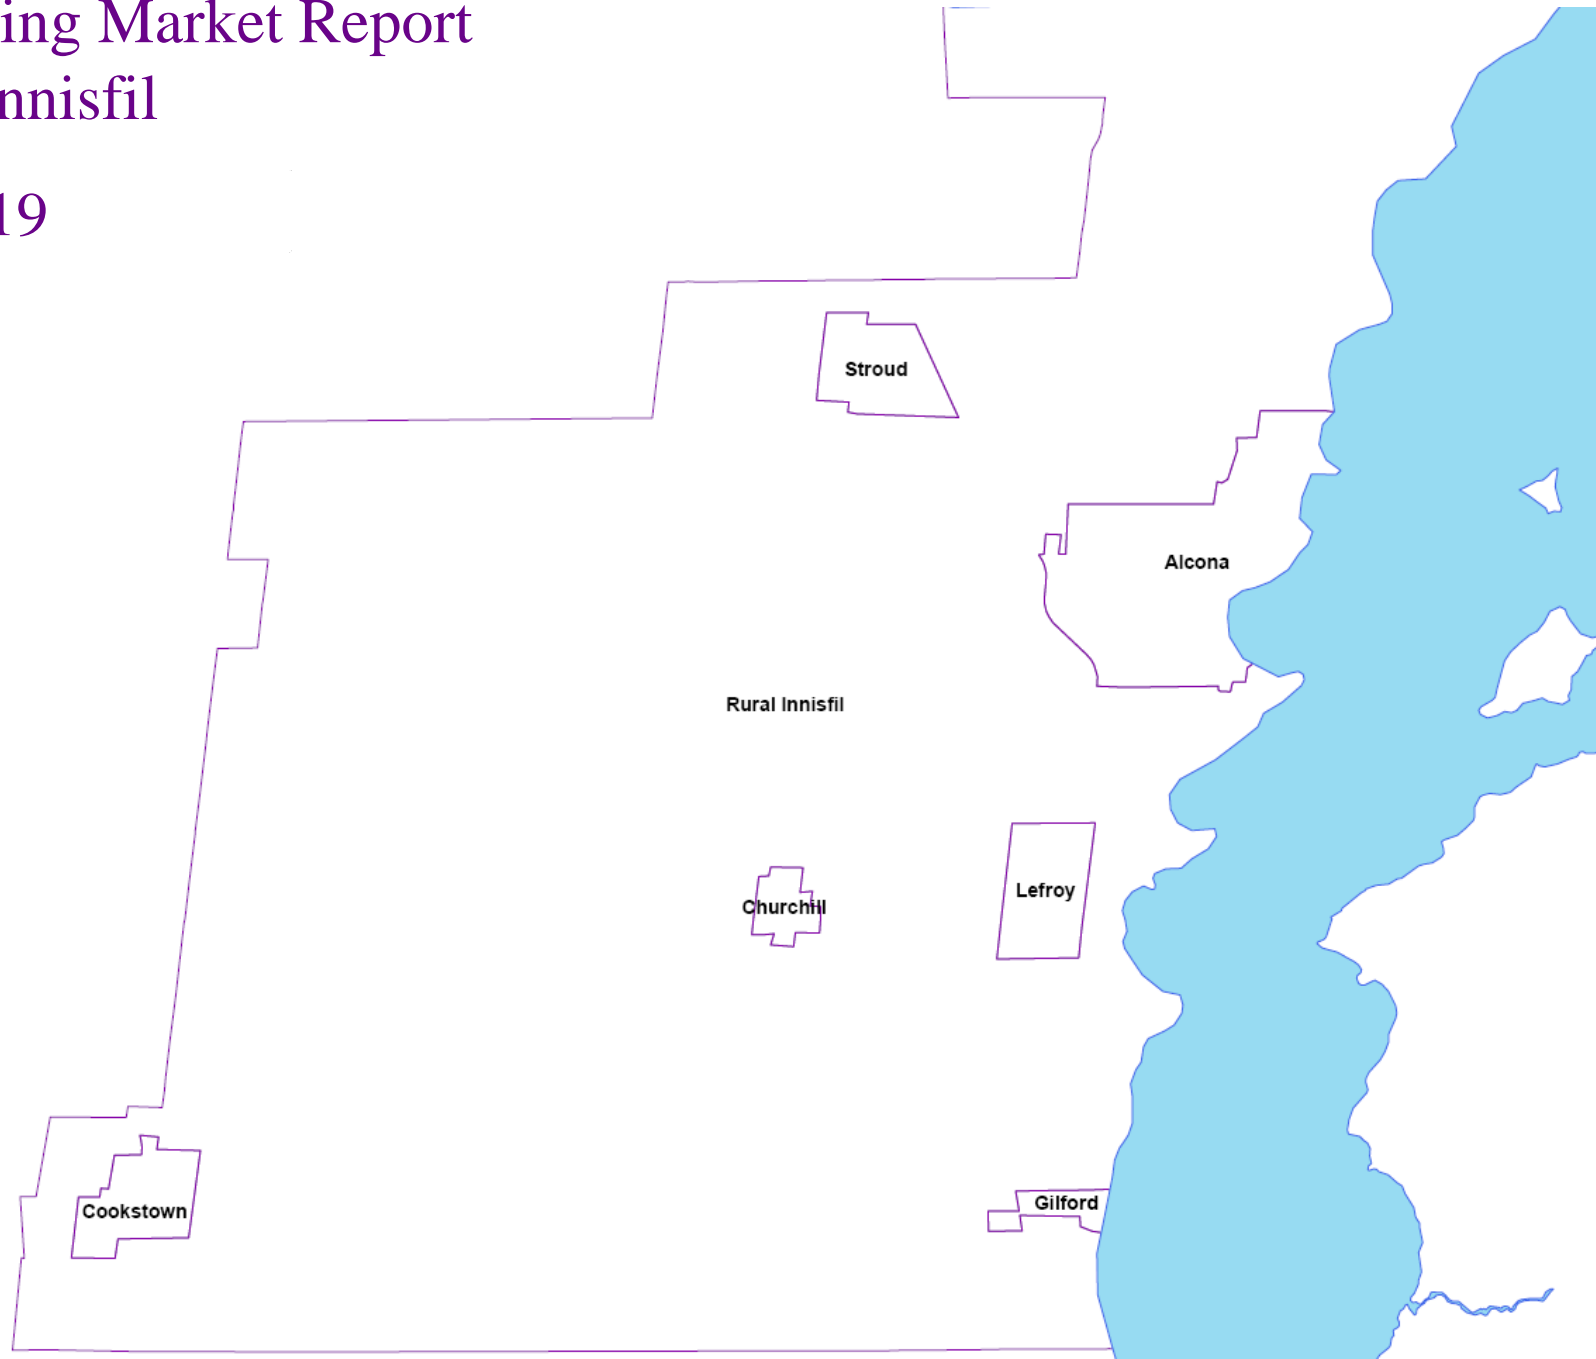 ing Market Report
nnisfil
19
Stroud
Alcona
Rural Innisfil
Lefroy
Churchill
Gilford
Cookstown